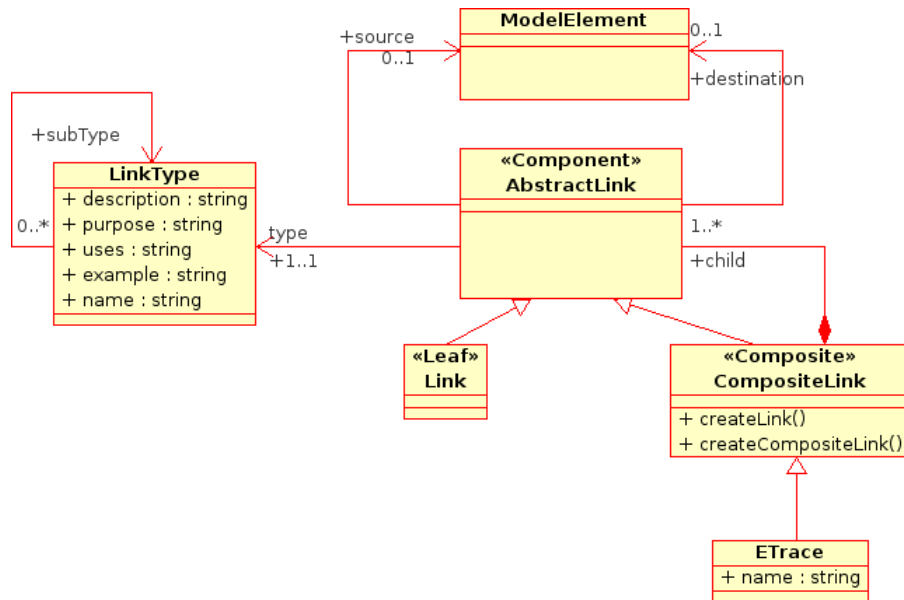 ModelElement
+source
0..1
0..1
+destination
+subType
LinkType
+ description : string
+ purpose : string
+ uses : string
+ example : string
+ name : string
0..*
«Component»
AbstractLink
type
+1..1
1..*
+child
«Leaf»
Link
«Composite»
CompositeLink
+ createLink()
+ createCompositeLink()
ETrace
+ name : string